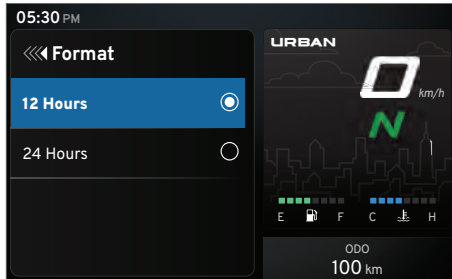 05:30 PM
Format
12 Hours
24 Hours
URBAN
0 km/h
N
E F C H
ODO
100 km